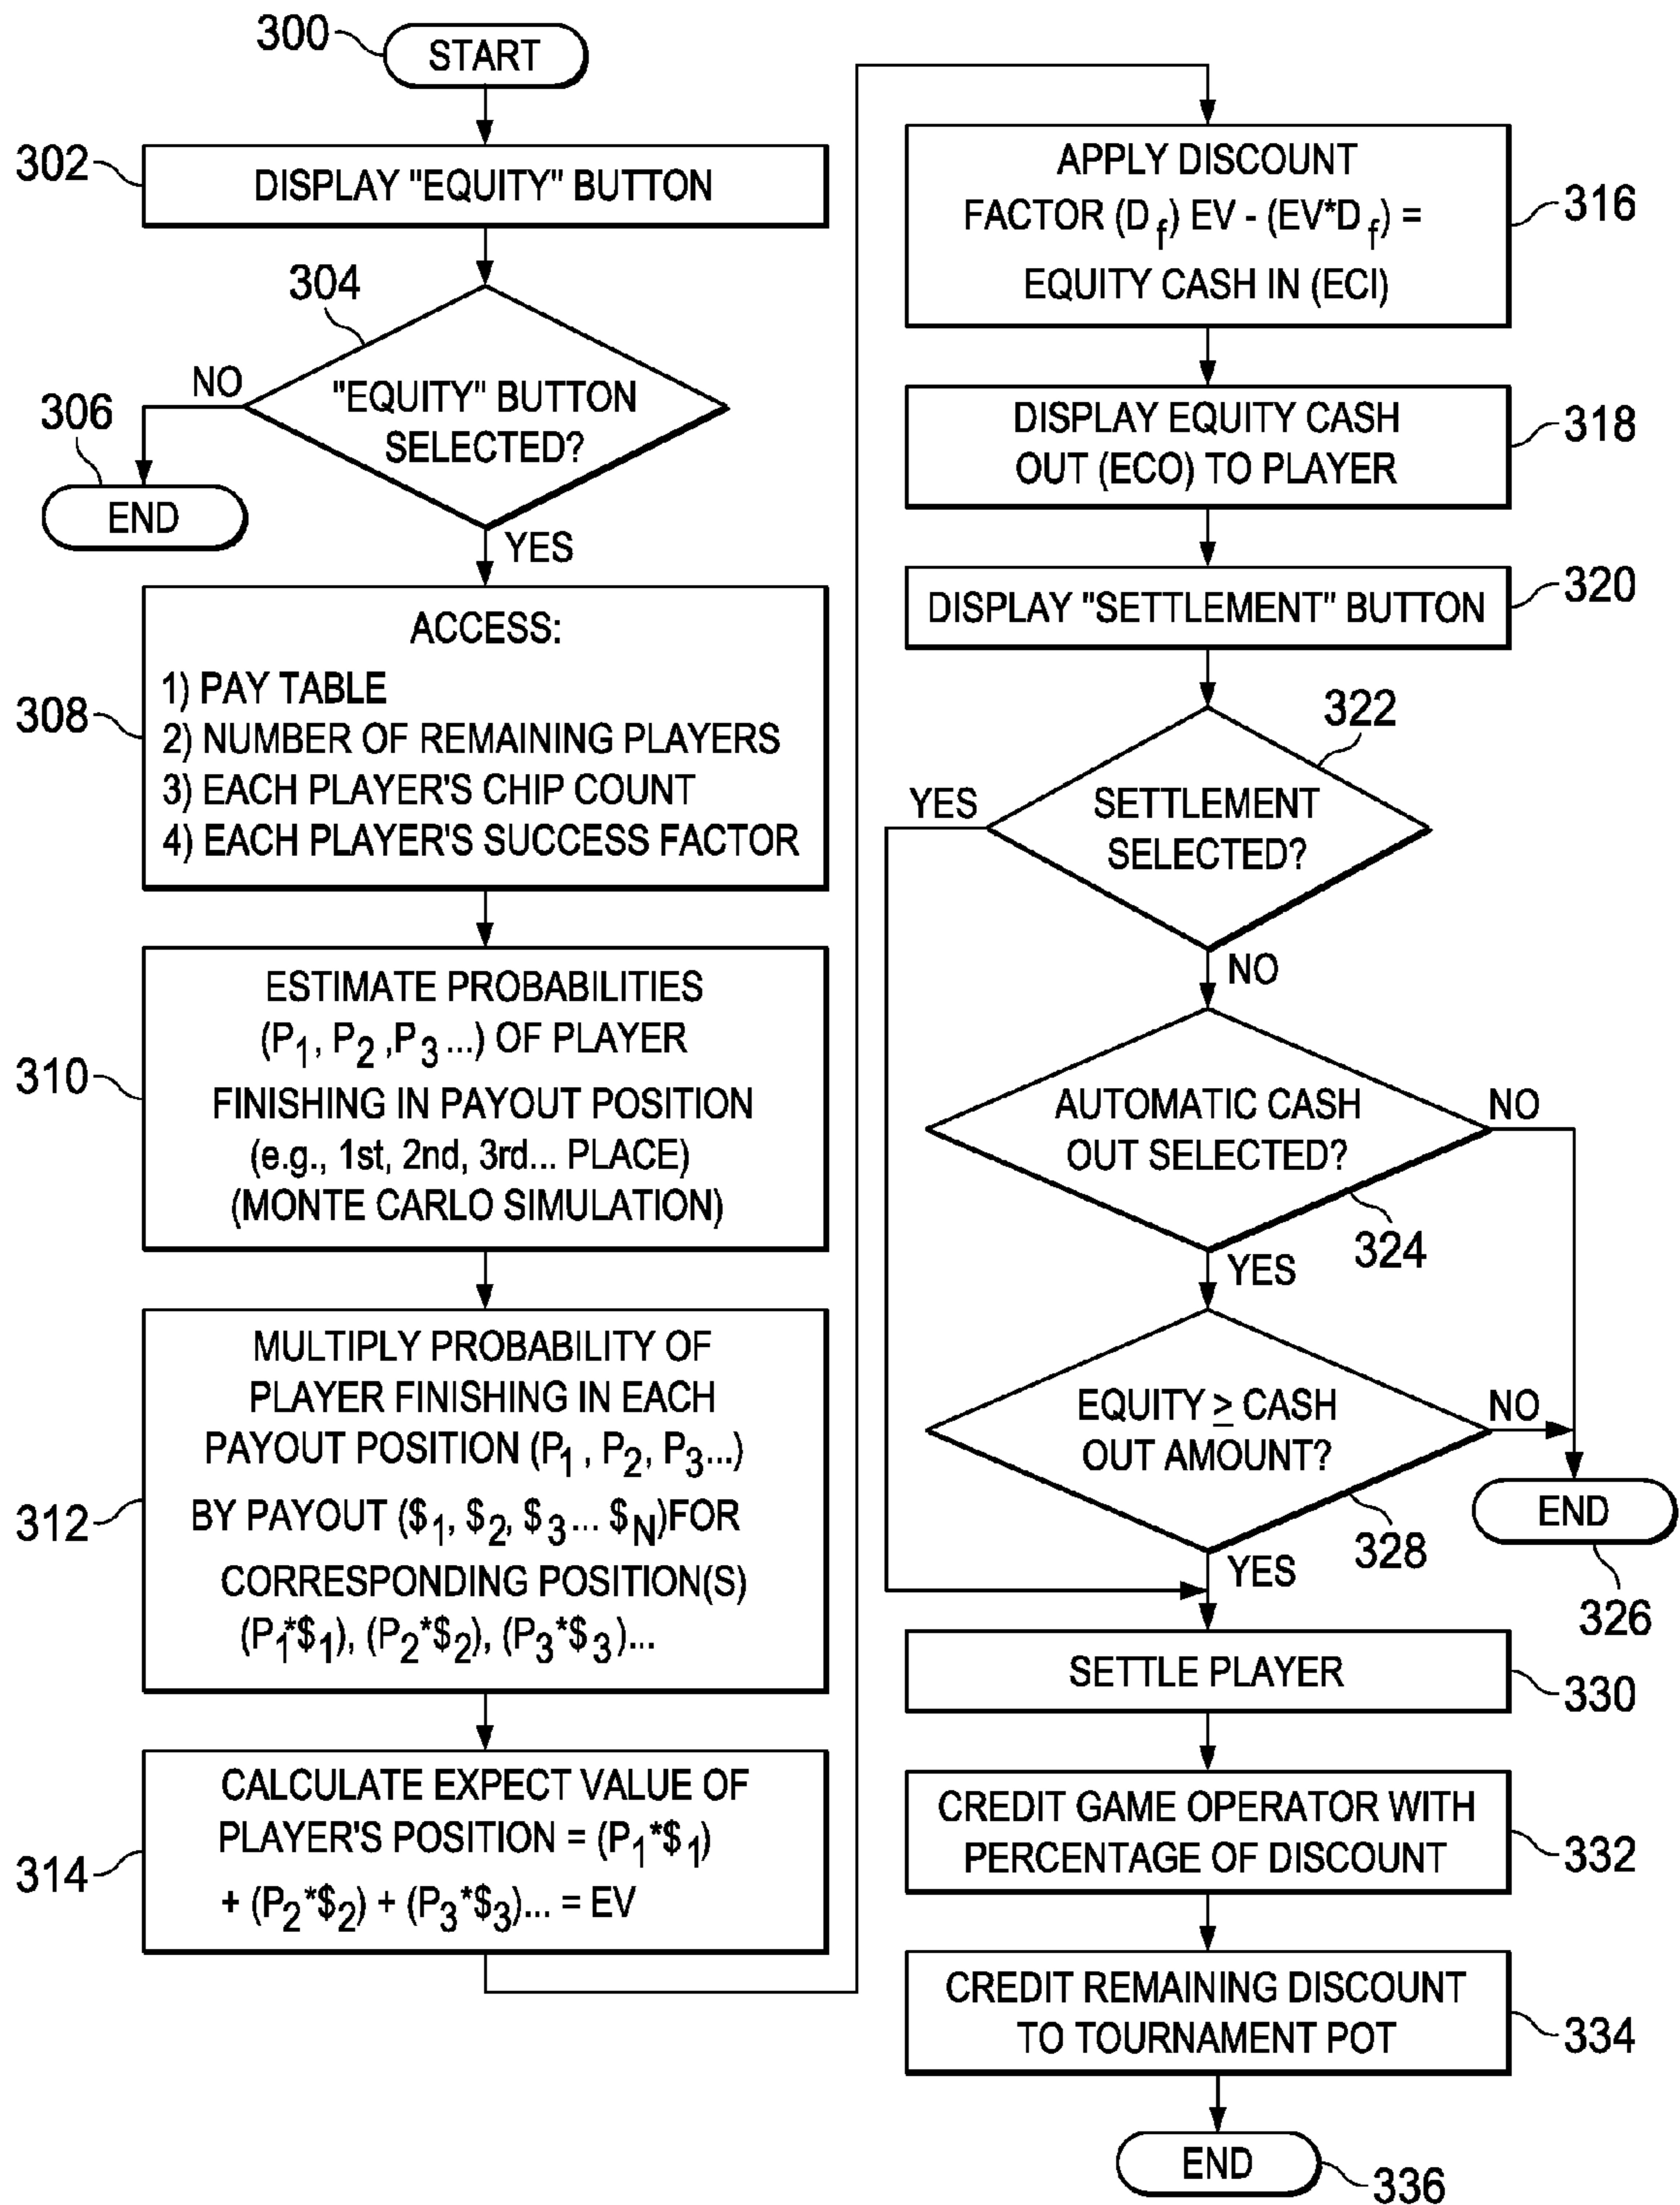 300
START
302
DISPLAY "EQUITY" BUTTON
304
"EQUITY" BUTTON
SELECTED?
NO
306
END
YES
308
ACCESS:
1) PAY TABLE
2) NUMBER OF REMAINING PLAYERS
3) EACH PLAYER'S CHIP COUNT
4) EACH PLAYER'S SUCCESS FACTOR
310
ESTIMATE PROBABILITIES
(P1, P2 ,P3 ...) OF PLAYER
FINISHING IN PAYOUT POSITION
(e.g., 1st, 2nd, 3rd... PLACE)
(MONTE CARLO SIMULATION)
312
MULTIPLY PROBABILITY OF
PLAYER FINISHING IN EACH
PAYOUT POSITION (P1 , P2, P3...)
BY PAYOUT ($1, $2, $3 ... $N)FOR
CORRESPONDING POSITION(S)
(P1*$1), (P2*$2), (P3*$3)...
314
CALCULATE EXPECT VALUE OF
PLAYER'S POSITION = (P1*$1)
+ (P2*$2) + (P3*$3)... = EV
APPLY DISCOUNT
FACTOR (Df) EV - (EV*Df) =
EQUITY CASH IN (ECI)
316
DISPLAY EQUITY CASH
OUT (ECO) TO PLAYER
318
DISPLAY "SETTLEMENT" BUTTON
320
322
SETTLEMENT
SELECTED?
YES
NO
AUTOMATIC CASH
OUT SELECTED?
NO
324
YES
EQUITY ≥ CASH
OUT AMOUNT?
NO
328
YES
END
326
SETTLE PLAYER
330
CREDIT GAME OPERATOR WITH
PERCENTAGE OF DISCOUNT
332
CREDIT REMAINING DISCOUNT
TO TOURNAMENT POT
334
END
336